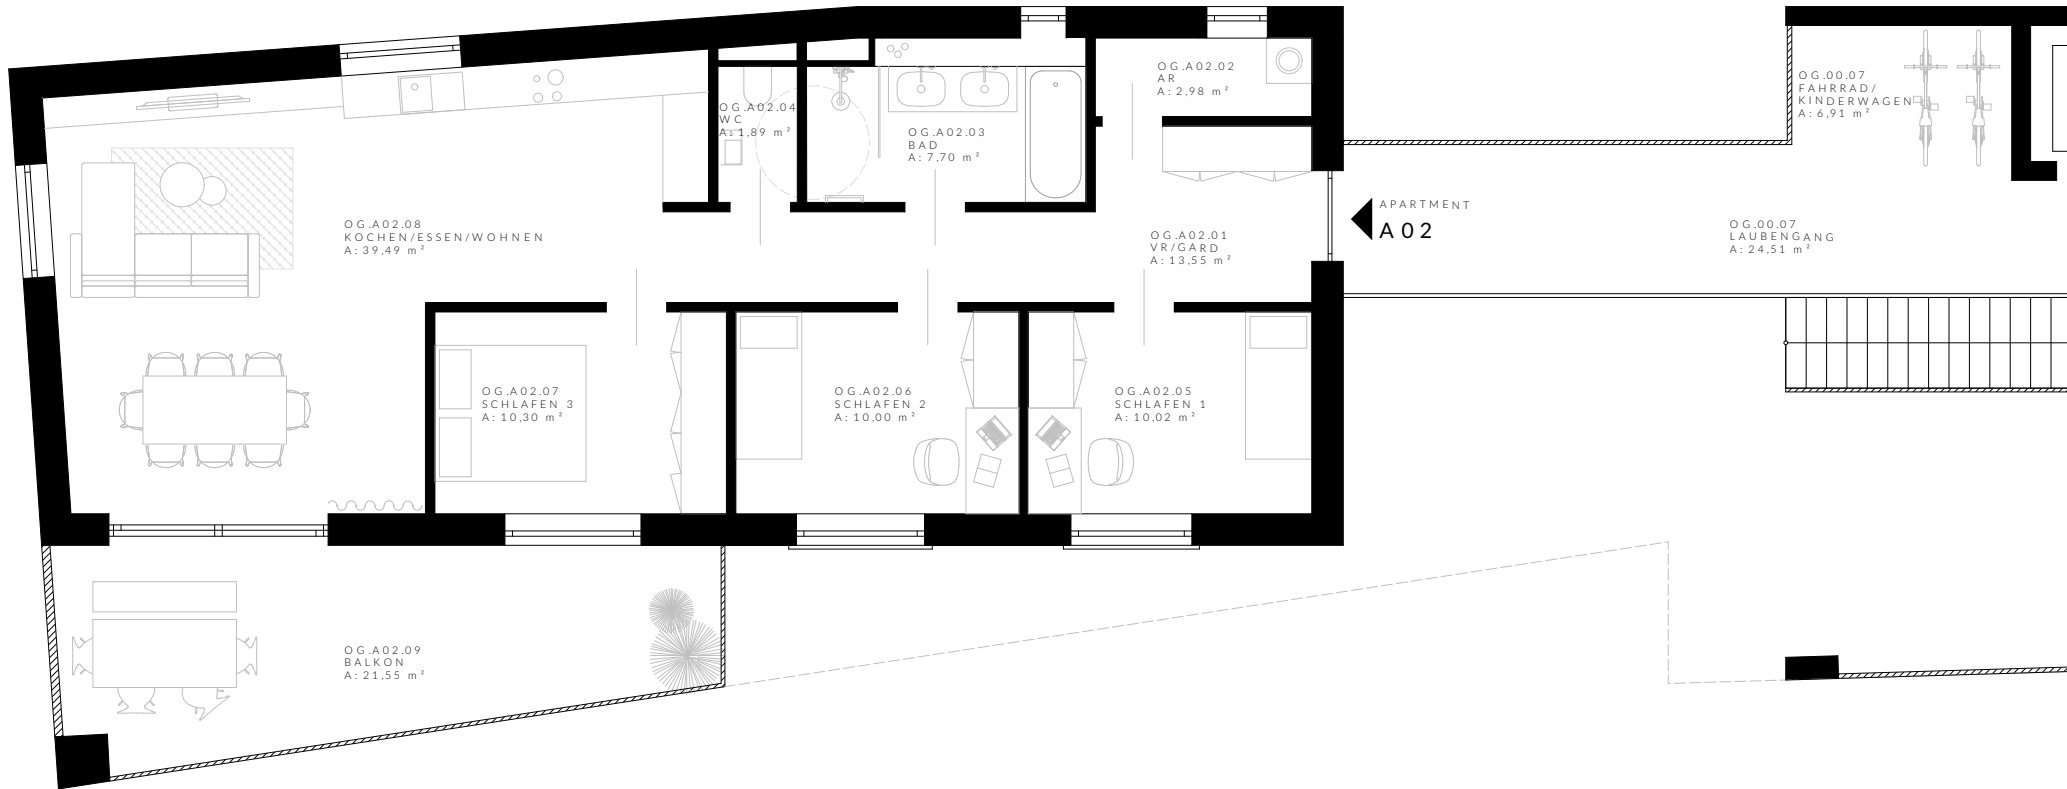 OG.A02.02
AR
A: 2,98 m²
OG.00.07
FAHRRAD/
KINDERWAGEN
A: 6,91 m²
OG.A02.04
WC
A: 1,89 m²
OG.A02.03
BAD
A: 7,70 m²
APARTMENT
A02
OG.A02.08
KOCHEN/ESSEN/WOHNEN
A: 39,49 m²
OG.A02.01
VR/GARD
A: 13,55 m²
OG.00.07
LAUBENGANG
A: 24,51 m²
OG.A02.07
SCHLAFEN 3
A: 10,30 m²
OG.A02.06
SCHLAFEN 2
A: 10,00 m²
OG.A02.05
SCHLAFEN 1
A: 10,02 m²
OG.A02.09
BALKON
A: 21,55 m²